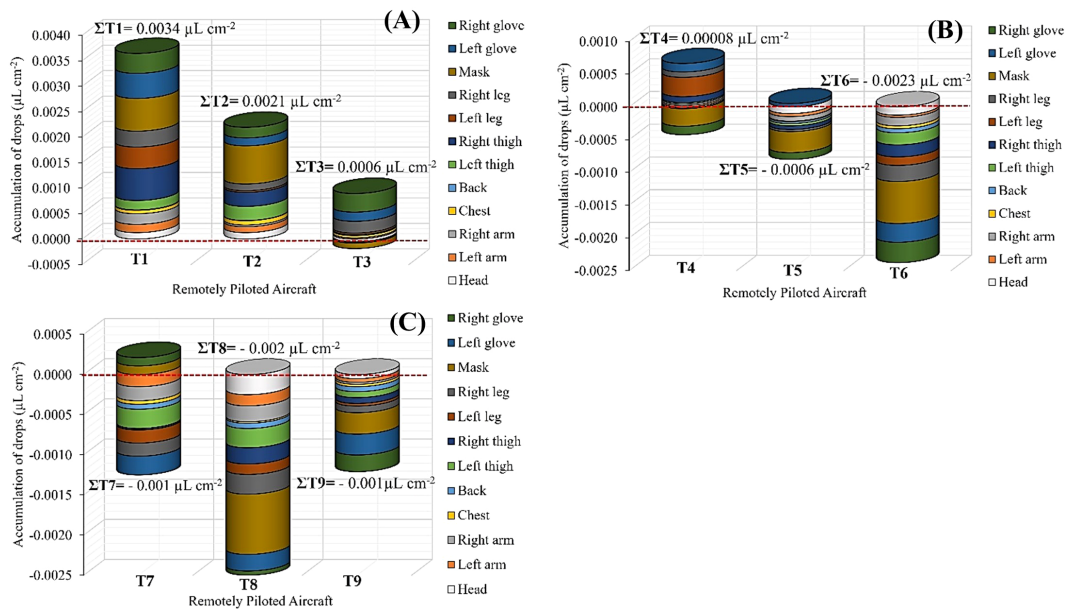 (A)
ΣT1= 0.0034 µL cm-2
ΣT2= 0.0021 µL cm-2
ΣT3= 0.0006 µL cm-2
Accumulation of drops (µL cm-2)
0.0040
0.0035
0.0030
0.0025
0.0020
0.0015
0.0010
0.0005
0.0000
-0.0005
T1
T2
T3
Remotely Piloted Aircraft
Right glove
Left glove
Mask
Right leg
Left leg
Right thigh
Left thigh
Back
Chest
Right arm
Left arm
Head
(B)
ΣT4= 0.00008 µL cm-2
ΣT6= - 0.0023 µL cm-2
ΣT5= - 0.0006 µL cm-2
Accumulation of drops (µL cm-2)
0.0010
0.0005
0.0000
-0.0005
-0.0010
-0.0015
-0.0020
-0.0025
T4
T5
T6
Remotely Piloted Aircraft
Right glove
Left glove
Mask
Right leg
Left leg
Right thigh
Left thigh
Back
Chest
Right arm
Left arm
Head
(C)
ΣT8= - 0.002 µL cm-2
ΣT7= - 0.001 µL cm-2
ΣT9= - 0.001µL cm-2
Accumulation of drops (µL cm-2)
0.0005
0.0000
-0.0005
-0.0010
-0.0015
-0.0020
-0.0025
T7
T8
T9
Remotely Piloted Aircraft
Right glove
Left glove
Mask
Right leg
Left leg
Right thigh
Left thigh
Back
Chest
Right arm
Left arm
Head